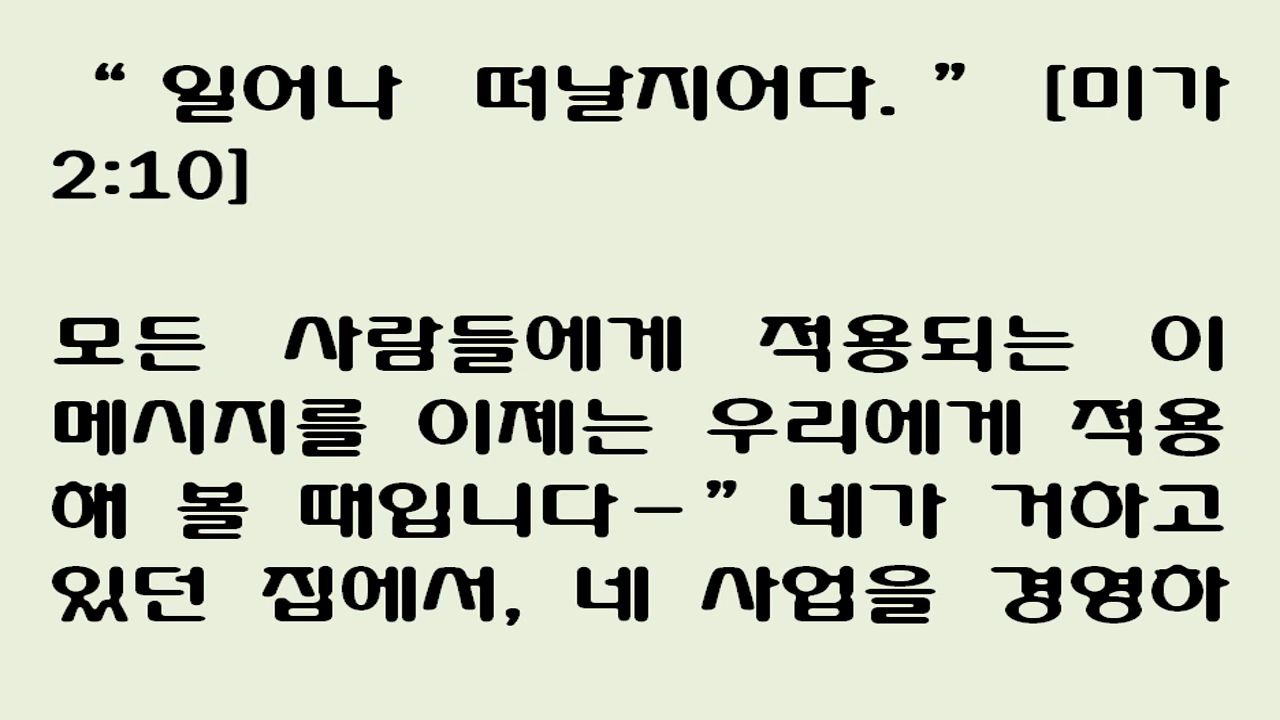 “ 일어나 떠날지어다. ” [미가
2:10]
모든 사람들에게 적용되는 이
메시지를 이제는 우리에게 적용
해 볼 때입니다-” 네가 거하고
있던 집에서, 네 사업을 경영하